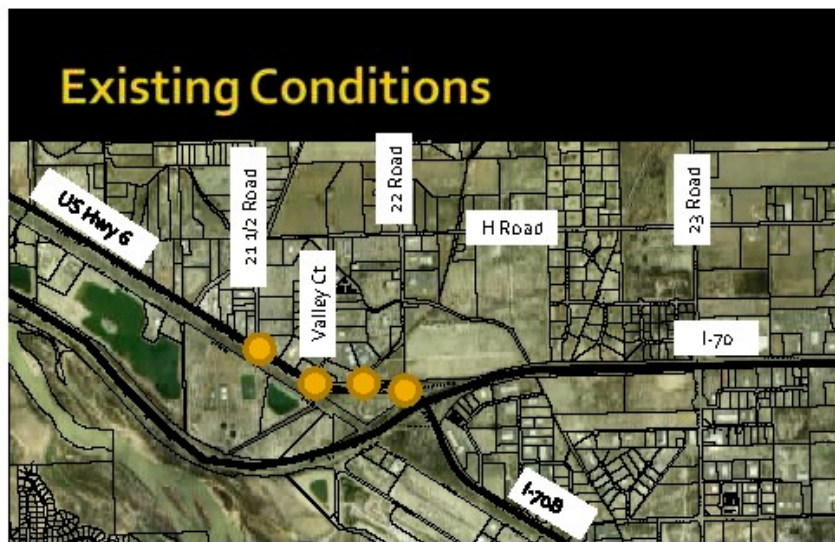 Existing Conditions
US Hwy 6
21 1/2 Road
Valley Ct
22 Road
H Road
23 Road
I-70
I-70B